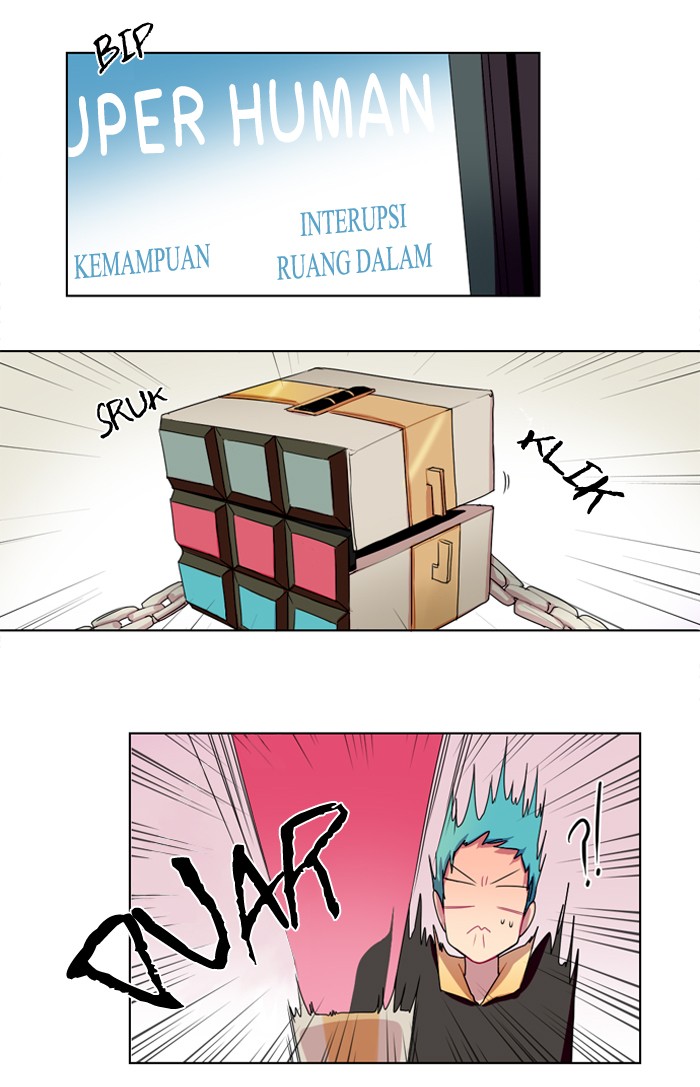 BIP
UPER HUMAN
INTERUPSI
KEMAMPUAN
RUANG DALAM
SRUK
KLIK
?!
DUAR